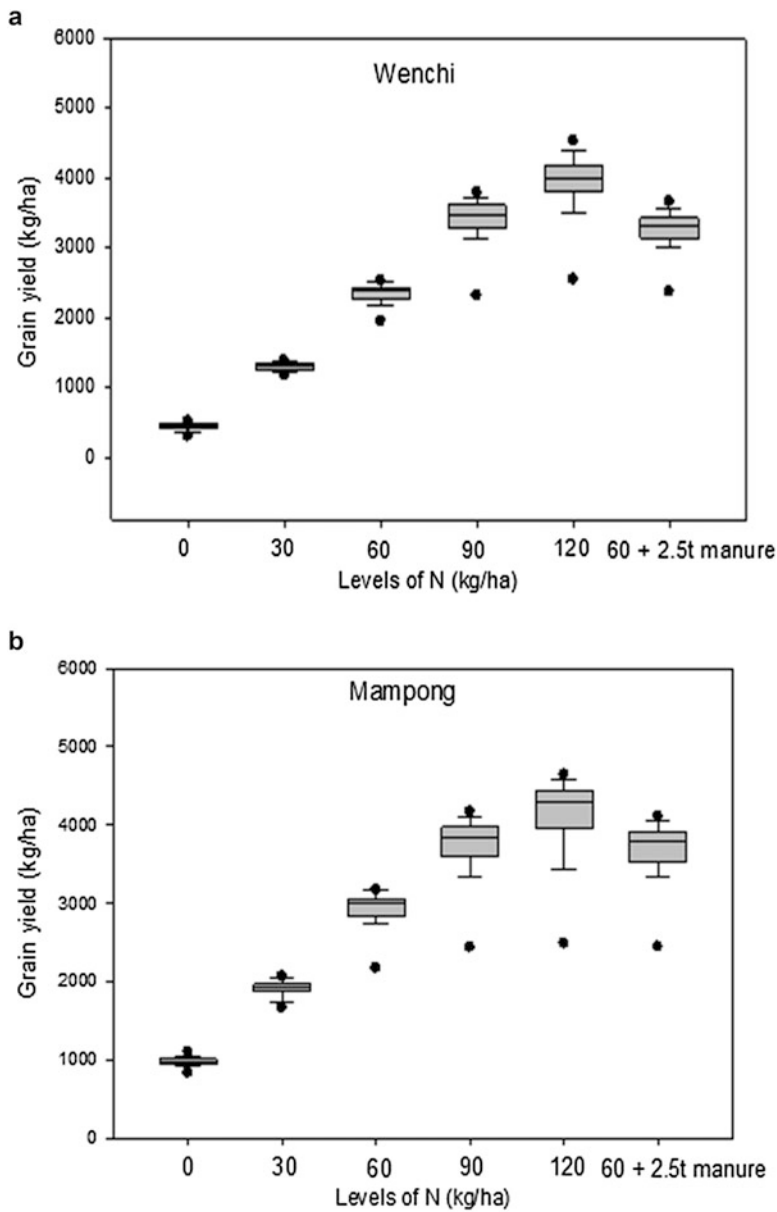 a
6000
Wenchi
5000
4000
3000
2000
1000
0
Grain yield (kg/ha)
0 30 60 90 120 60 + 2.5t manure
Levels of N (kg/ha)
b
6000
Mampong
5000
4000
3000
2000
1000
0
Grain yield (kg/ha)
0 30 60 90 120 60 + 2.5t manure
Levels of N (kg/ha)